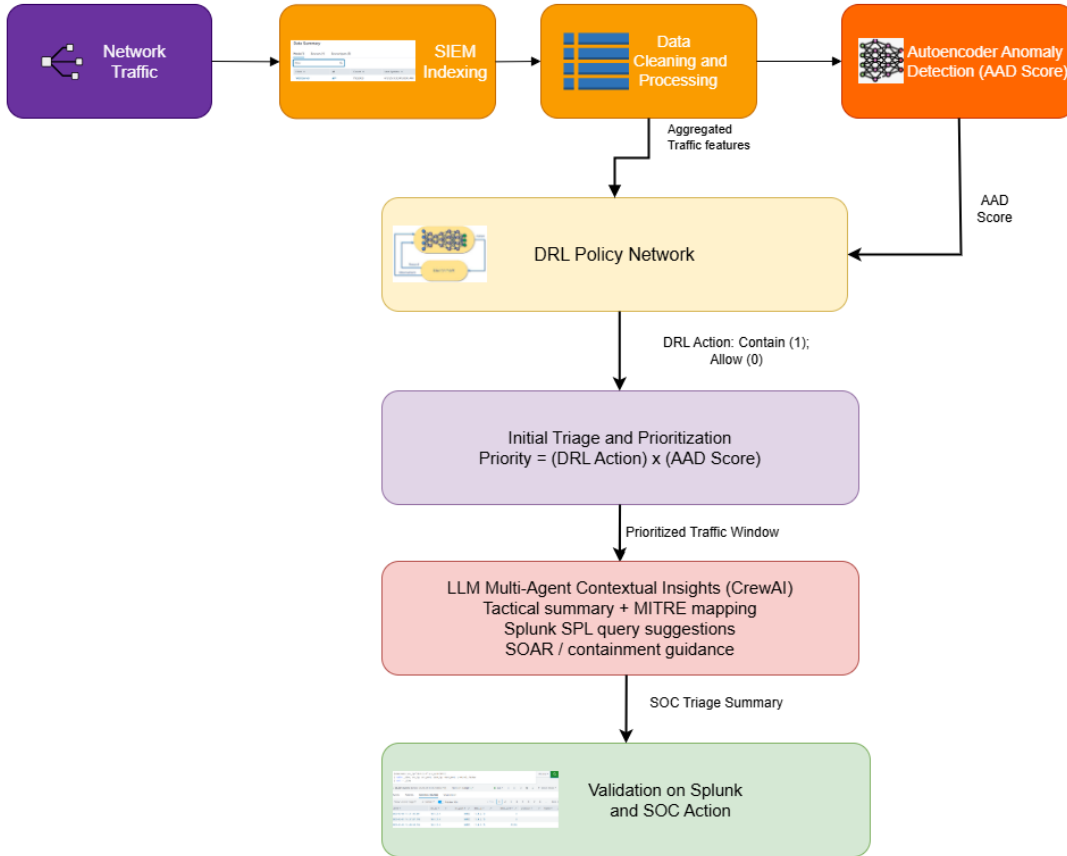 Network
Traffic
Data Summary
SIEM
Indexing
Data
Cleaning and
Processing
Autoencoder Anomaly
Detection (AAD Score)
Aggregated
Traffic features
AAD
Score
DRL Policy Network
DRL Action: Contain (1);
Allow (0)
Initial Triage and Prioritization
Priority = (DRL Action) x (AAD Score)
Prioritized Traffic Window
LLM Multi-Agent Contextual Insights (CrewAI)
Tactical summary + MITRE mapping
Splunk SPL query suggestions
SOAR / containment guidance
SOC Triage Summary
Validation on Splunk
and SOC Action